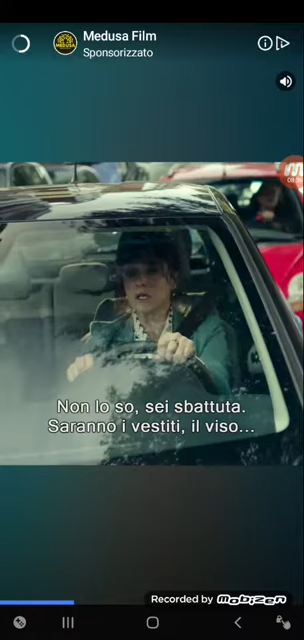 Medusa Film
Sponsorizzato
Non lo so, sei sbattuta.
Saranno i vestiti, il viso...
Recorded by mobizen